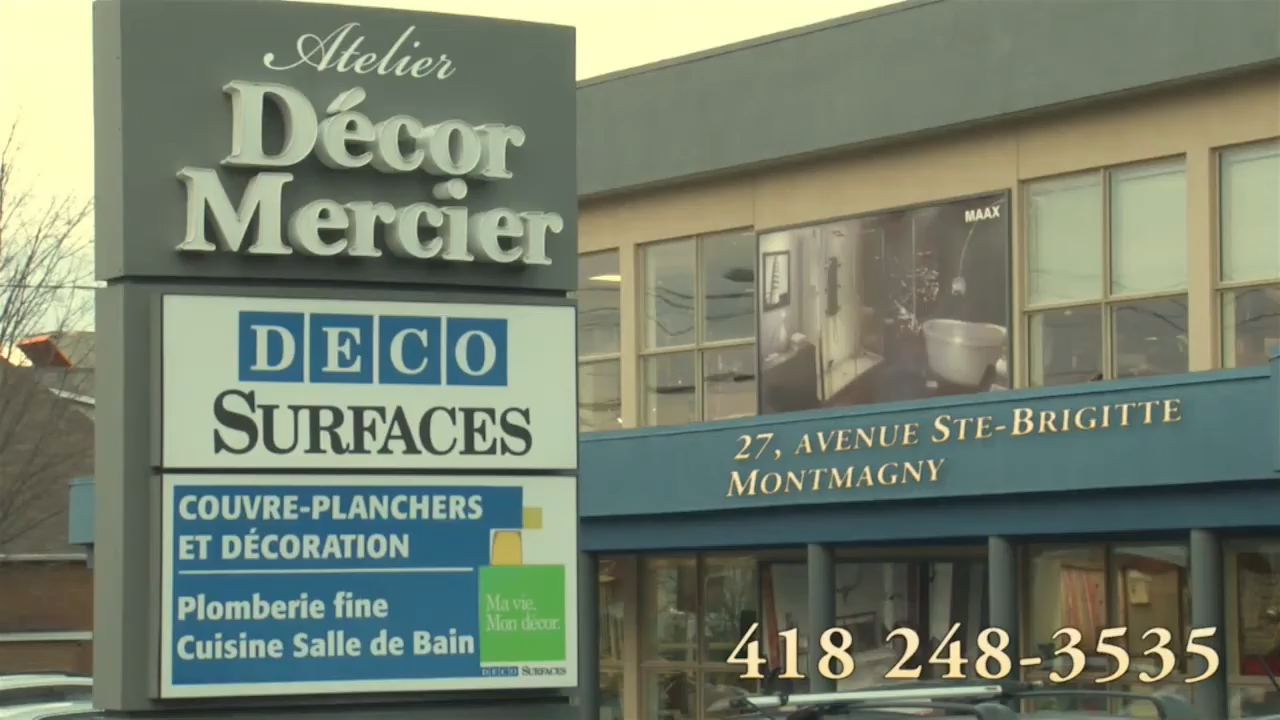 Atelier
Décor
Mercier
DECO
SURFACES
COUVRE-PLANCHERS
ET DÉCORATION
Plomberie fine
Cuisine Salle de Bain
Ma vie.
Mon décor.
DECO SURFACES
MAAX
27, AVENUE STE-BRIGITTE
MONTMAGNY
418 248-3535